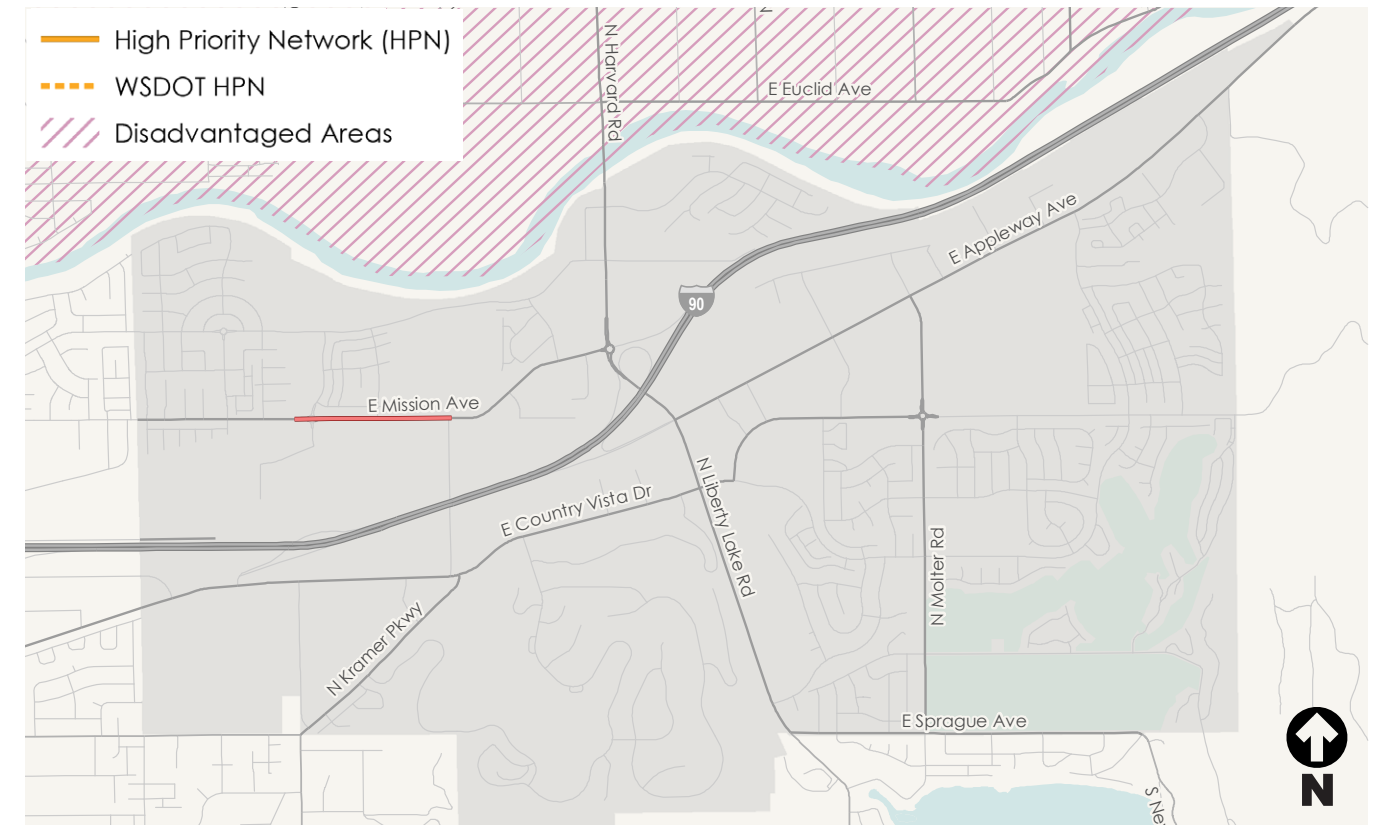 High Priority Network (HPN)
WSDOT HPN
Disadvantaged Areas
N Harvard Rd
E Euclid Ave
E Appleway Ave
90
E Mission Ave
E Country Vista Dr
N Liberty Lake Rd
N Molter Rd
N Kramer Pkwy
E Sprague Ave
S Ne
N